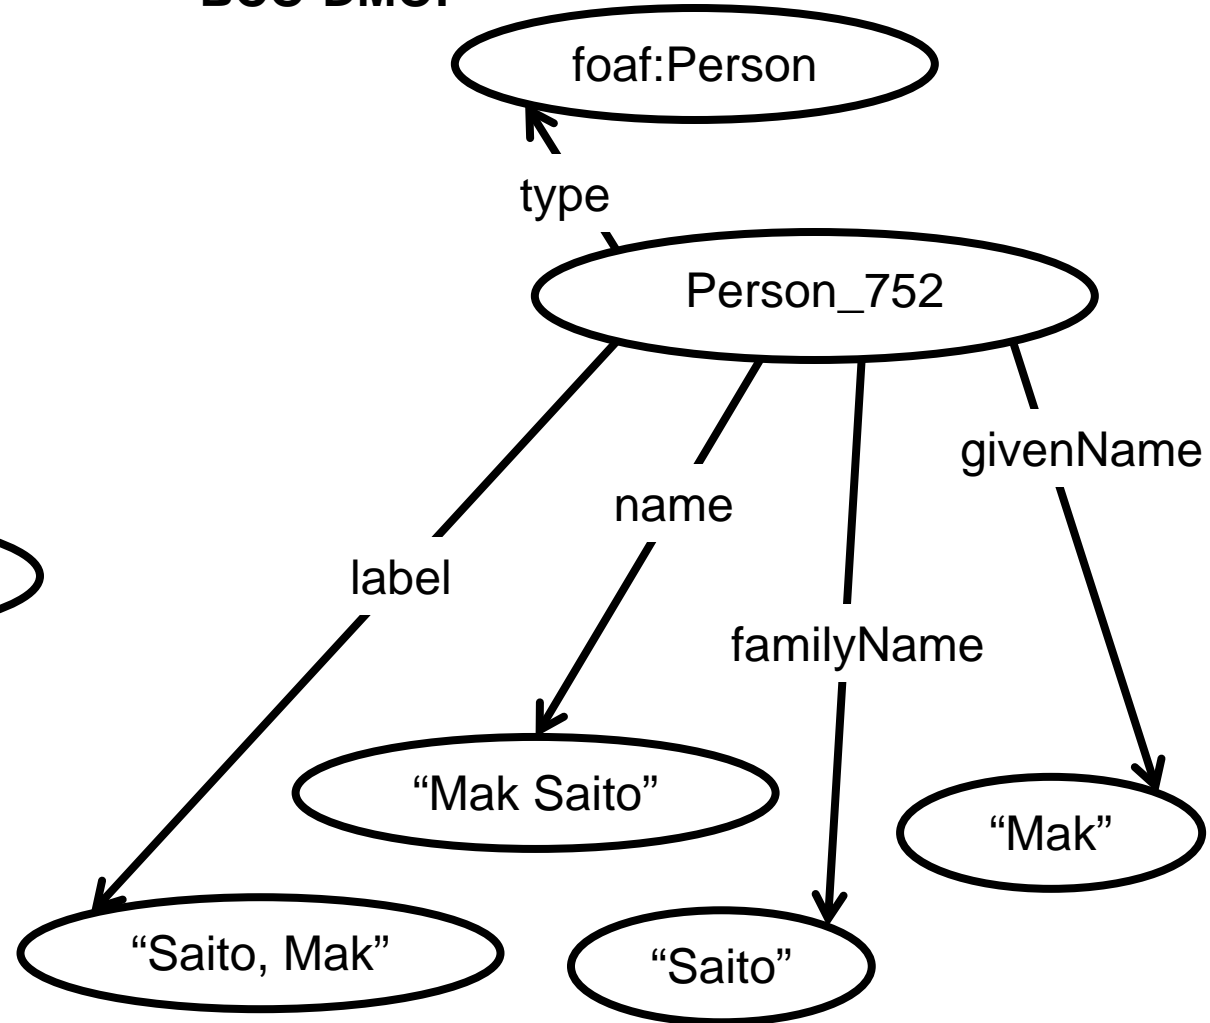 foaf:Person
type
Person_752
givenName
name
label
familyName
“Mak Saito”
“Mak”
“Saito, Mak”
“Saito”